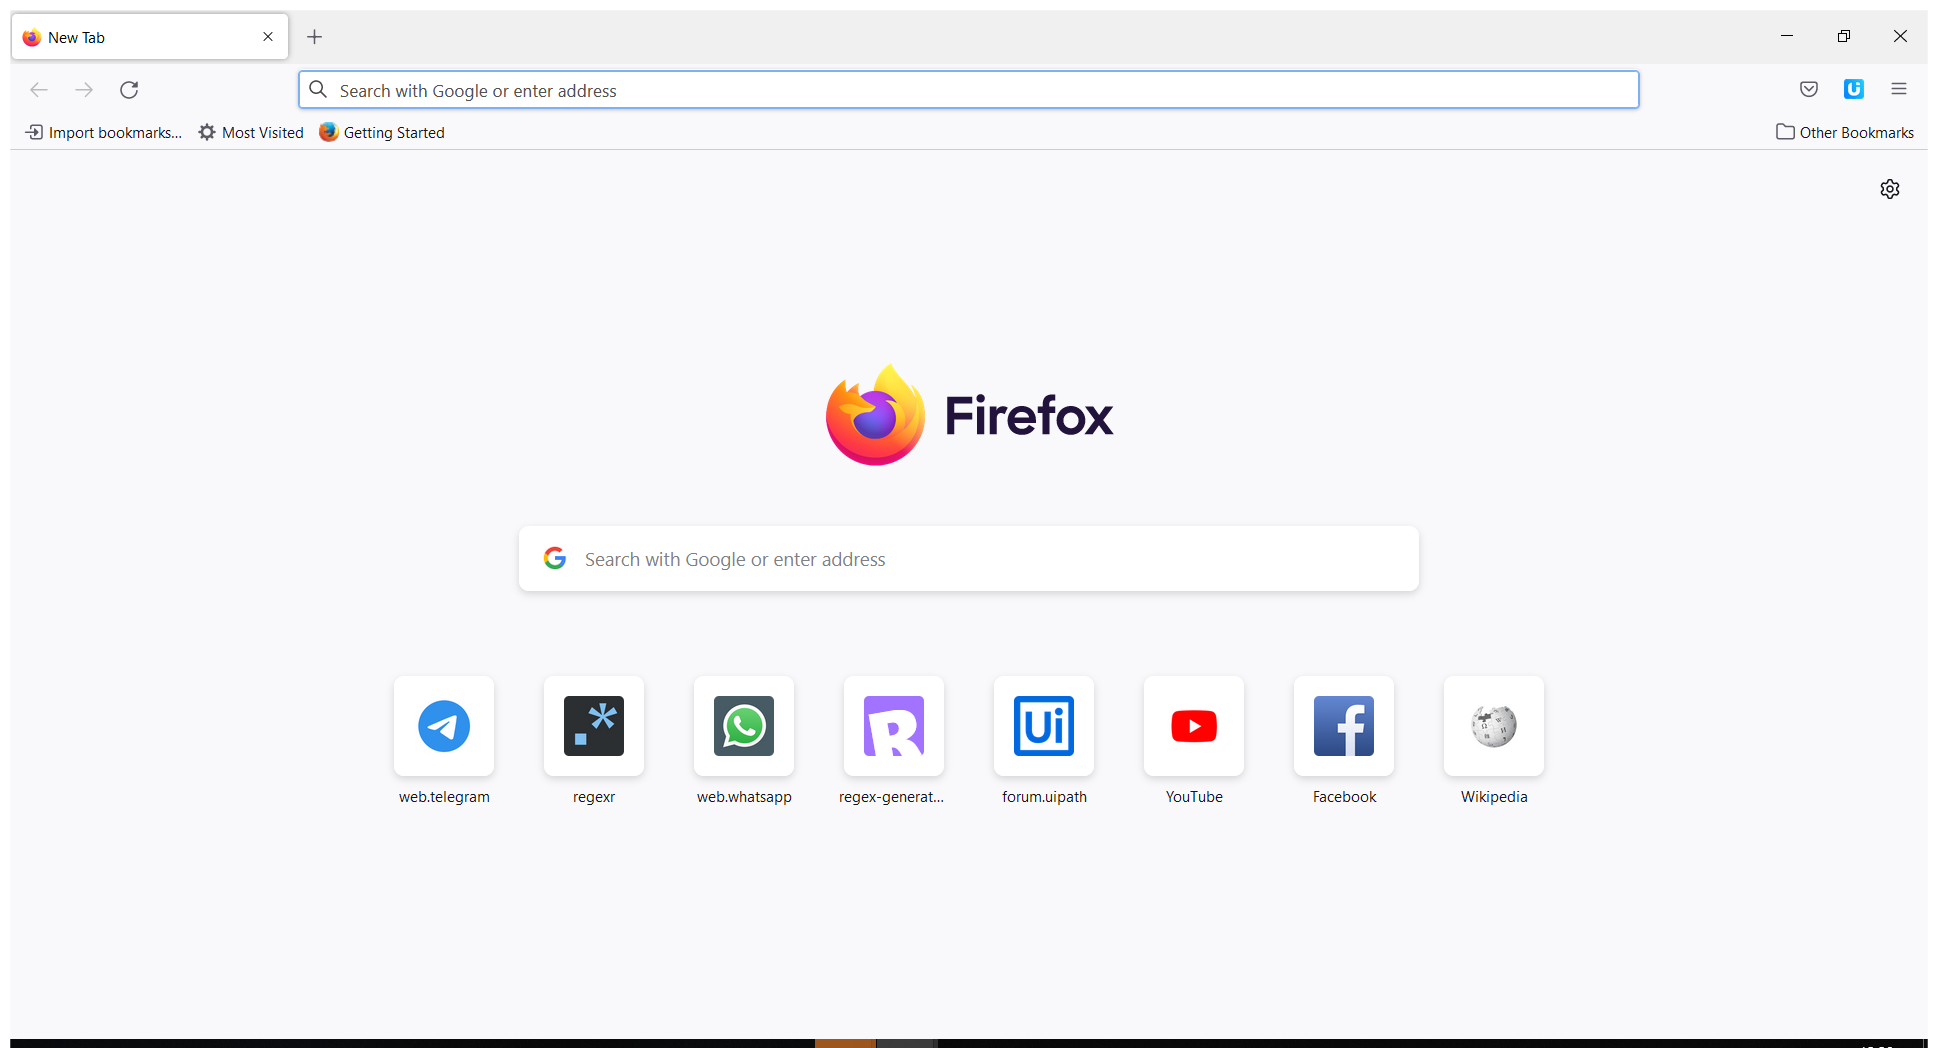 New Tab
Search with Google or enter address
Import bookmarks...
Most Visited
Getting Started
Other Bookmarks
Firefox
Search with Google or enter address
Ui
web.telegram
regexr
web.whatsapp
regex-generat...
forum.uipath
YouTube
Facebook
Wikipedia